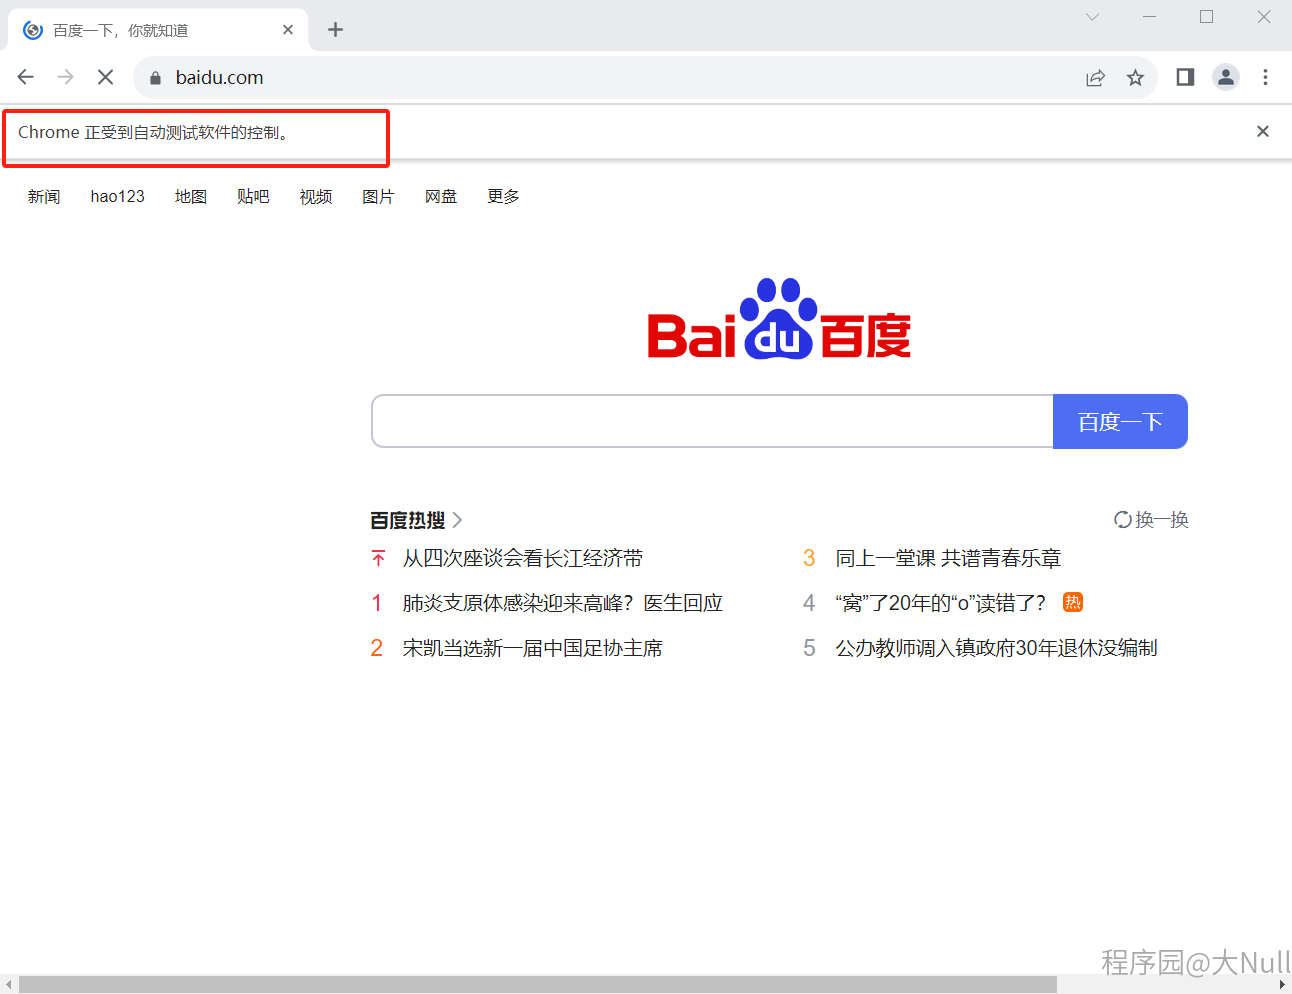 百度一下，你就知道
baidu.com
Chrome 正受到自动测试软件的控制。
新闻 hao123 地图 贴吧 视频 图片 网盘 更多
Bai du 百度
百度一下
百度热搜 换一换
从四次座谈会看长江经济带 3 同上一堂课 共谱青春乐章
1 肺炎支原体感染迎来高峰？医生回应 4 “窝”了20年的“o”读错了？ 热
2 宋凯当选新一届中国足协主席 5 公办教师调入镇政府30年退休没编制
程序园@大Null